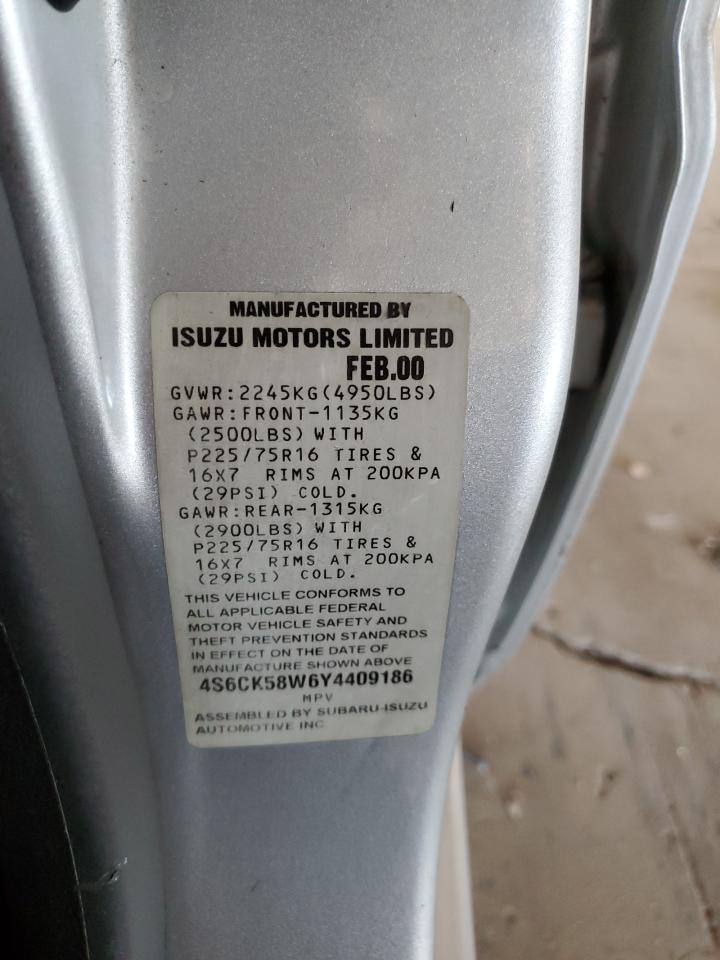 MANUFACTURED BY
ISUZU MOTORS LIMITED
FEB.00
GVWR:2245KG(4950LBS)
GAWR:FRONT-1135KG
(2500LBS) WITH
P225/75R16 TIRES &
16X7 RIMS AT 200KPA
(29PSI) COLD.
GAWR:REAR-1315KG
(2900LBS) WITH
P225/75R16 TIRES &
16X7 RIMS AT 200KPA
(29PSI) COLD.
THIS VEHICLE CONFORMS TO
ALL APPLICABLE FEDERAL
MOTOR VEHICLE SAFETY AND
THEFT PREVENTION STANDARDS
IN EFFECT ON THE DATE OF
MANUFACTURE SHOWN ABOVE
4S6CK58W6Y4409186
MPV
ASSEMBLED BY SUBARU-ISUZU
AUTOMOTIVE INC